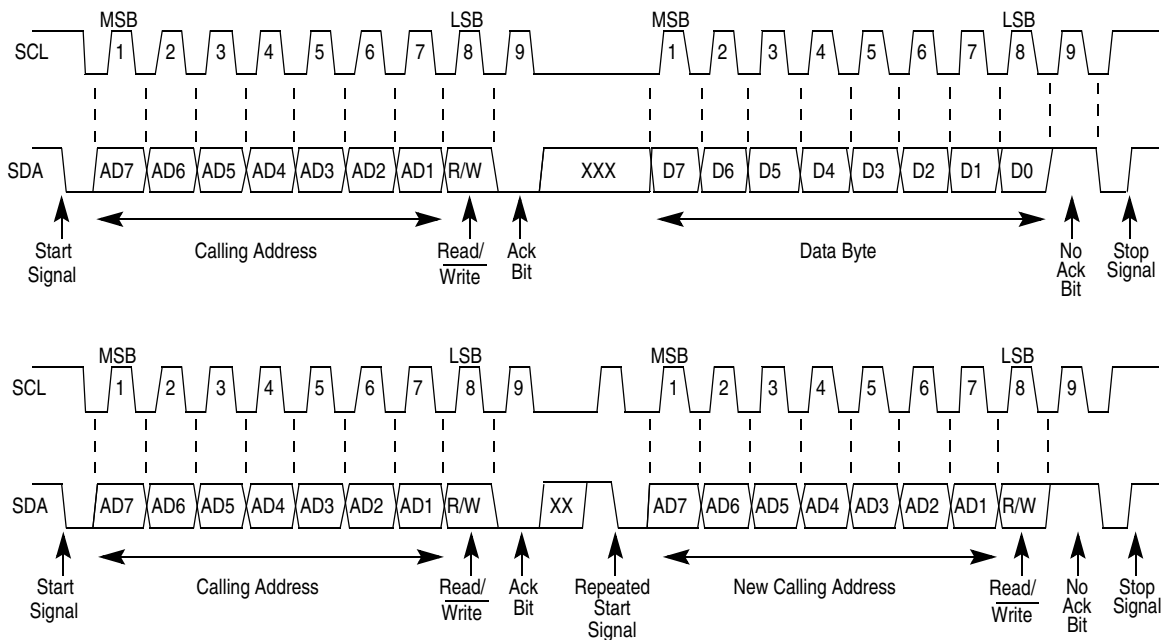 MSB LSB MSB LSB
SCL 1 2 3 4 5 6 7 8 9 1 2 3 4 5 6 7 8 9
SDA AD7 AD6 AD5 AD4 AD3 AD2 AD1 R/W XXX D7 D6 D5 D4 D3 D2 D1 D0
Start Calling Address Read/ Ack Data Byte No Stop
Signal Write Bit Ack Signal
Bit
MSB LSB MSB LSB
SCL 1 2 3 4 5 6 7 8 9 1 2 3 4 5 6 7 8 9
SDA AD7 AD6 AD5 AD4 AD3 AD2 AD1 R/W XX AD7 AD6 AD5 AD4 AD3 AD2 AD1 R/W
Start Calling Address Read/ Ack Repeated New Calling Address Read/ No Stop
Signal Write Bit Start Write Ack Signal
Signal Bit